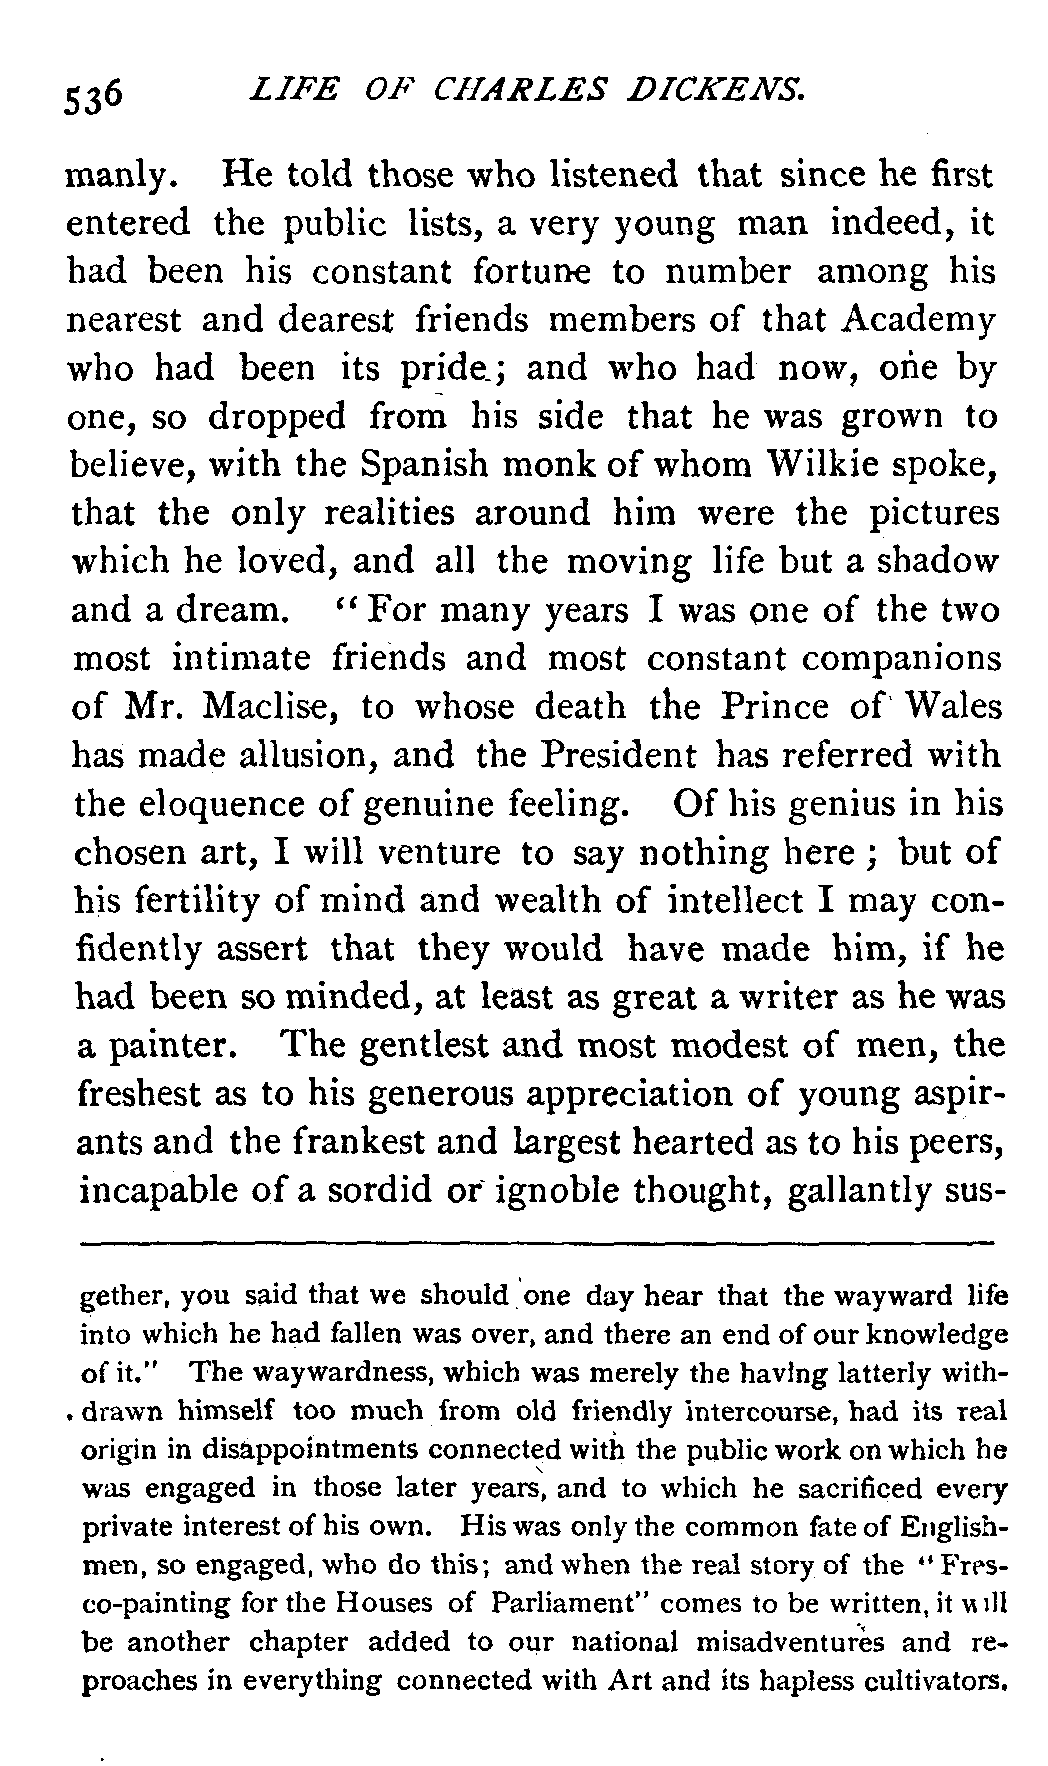 536 LIFE OF CHARLES DICKENS.
manly. He told those who listened that since he first
entered the public lists, a very young man indeed, it
had been his constant fortune to number among his
nearest and dearest friends members of that Academy
who had been its pride; and who had now, one by
one, so dropped from his side that he was grown to
believe, with the Spanish monk of whom Wilkie spoke,
that the only realities around him were the pictures
which he loved, and all the moving life but a shadow
and a dream. "For many years I was one of the two
most intimate friends and most constant companions
of Mr. Maclise, to whose death the Prince of Wales
has made allusion, and the President has referred with
the eloquence of genuine feeling. Of his genius in his
chosen art, I will venture to say nothing here; but of
his fertility of mind and wealth of intellect I may con-
fidently assert that they would have made him, if he
had been so minded, at least as great a writer as he was
a painter. The gentlest and most modest of men, the
freshest as to his generous appreciation of young aspir-
ants and the frankest and largest hearted as to his peers,
incapable of a sordid or ignoble thought, gallantly sus-
gether, you said that we should one day hear that the wayward life
into which he had fallen was over, and there an end of our knowledge
of it." The waywardness, which was merely the having latterly with-
drawn himself too much from old friendly intercourse, had its real
origin in disappointments connected with the public work on which he
was engaged in those later years, and to which he sacrificed every
private interest of his own. His was only the common fate of English-
men, so engaged, who do this; and when the real story of the "Fres-
co-painting for the Houses of Parliament" comes to be written, it will
be another chapter added to our national misadventures and re-
proaches in everything connected with Art and its hapless cultivators.